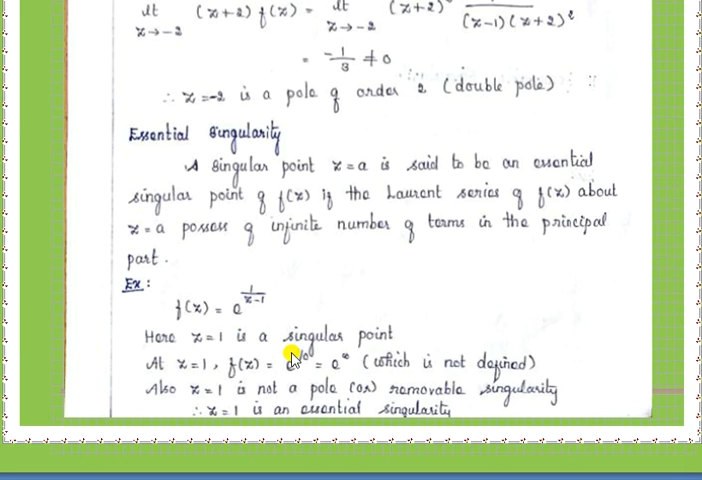 lt (z+2) f(z) = lt (z+2)² 1/((z-1)(z+2)²)
z→-2 z→-2
= -1/3 ≠ 0
∴ z=-2 is a pole of order 2 (double pole)
Essential Singularity
A singular point z=a is said to be an essential
singular point of f(z) if the Laurent series of f(z) about
z=a possess of infinite number of terms in the principal
part.
Ex:
f(z) = e^(1/(z-1))
Here z=1 is a singular point
At z=1, f(z) = e^(1/0) = e^∞ (which is not defined)
Also z=1 is not a pole (or) removable singularity
∴ z=1 is an essential singularity